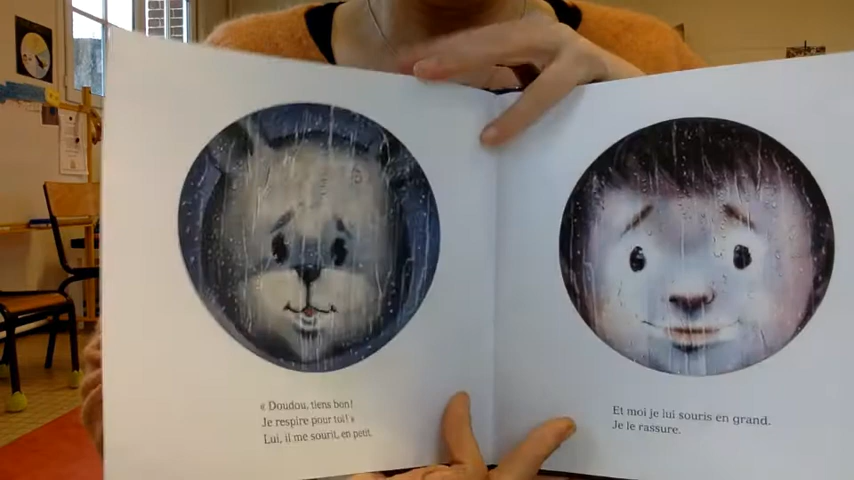 « Doudou, tiens bon!
Je respire pour toi! »
Lui, il me sourit, en petit.
Et moi je lui souris en grand.
Je le rassure.